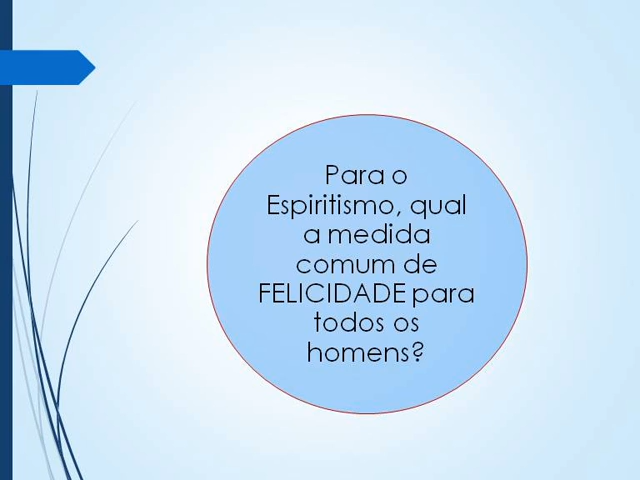 Para o
Espiritismo, qual
a medida
comum de
FELICIDADE para
todos os
homens?